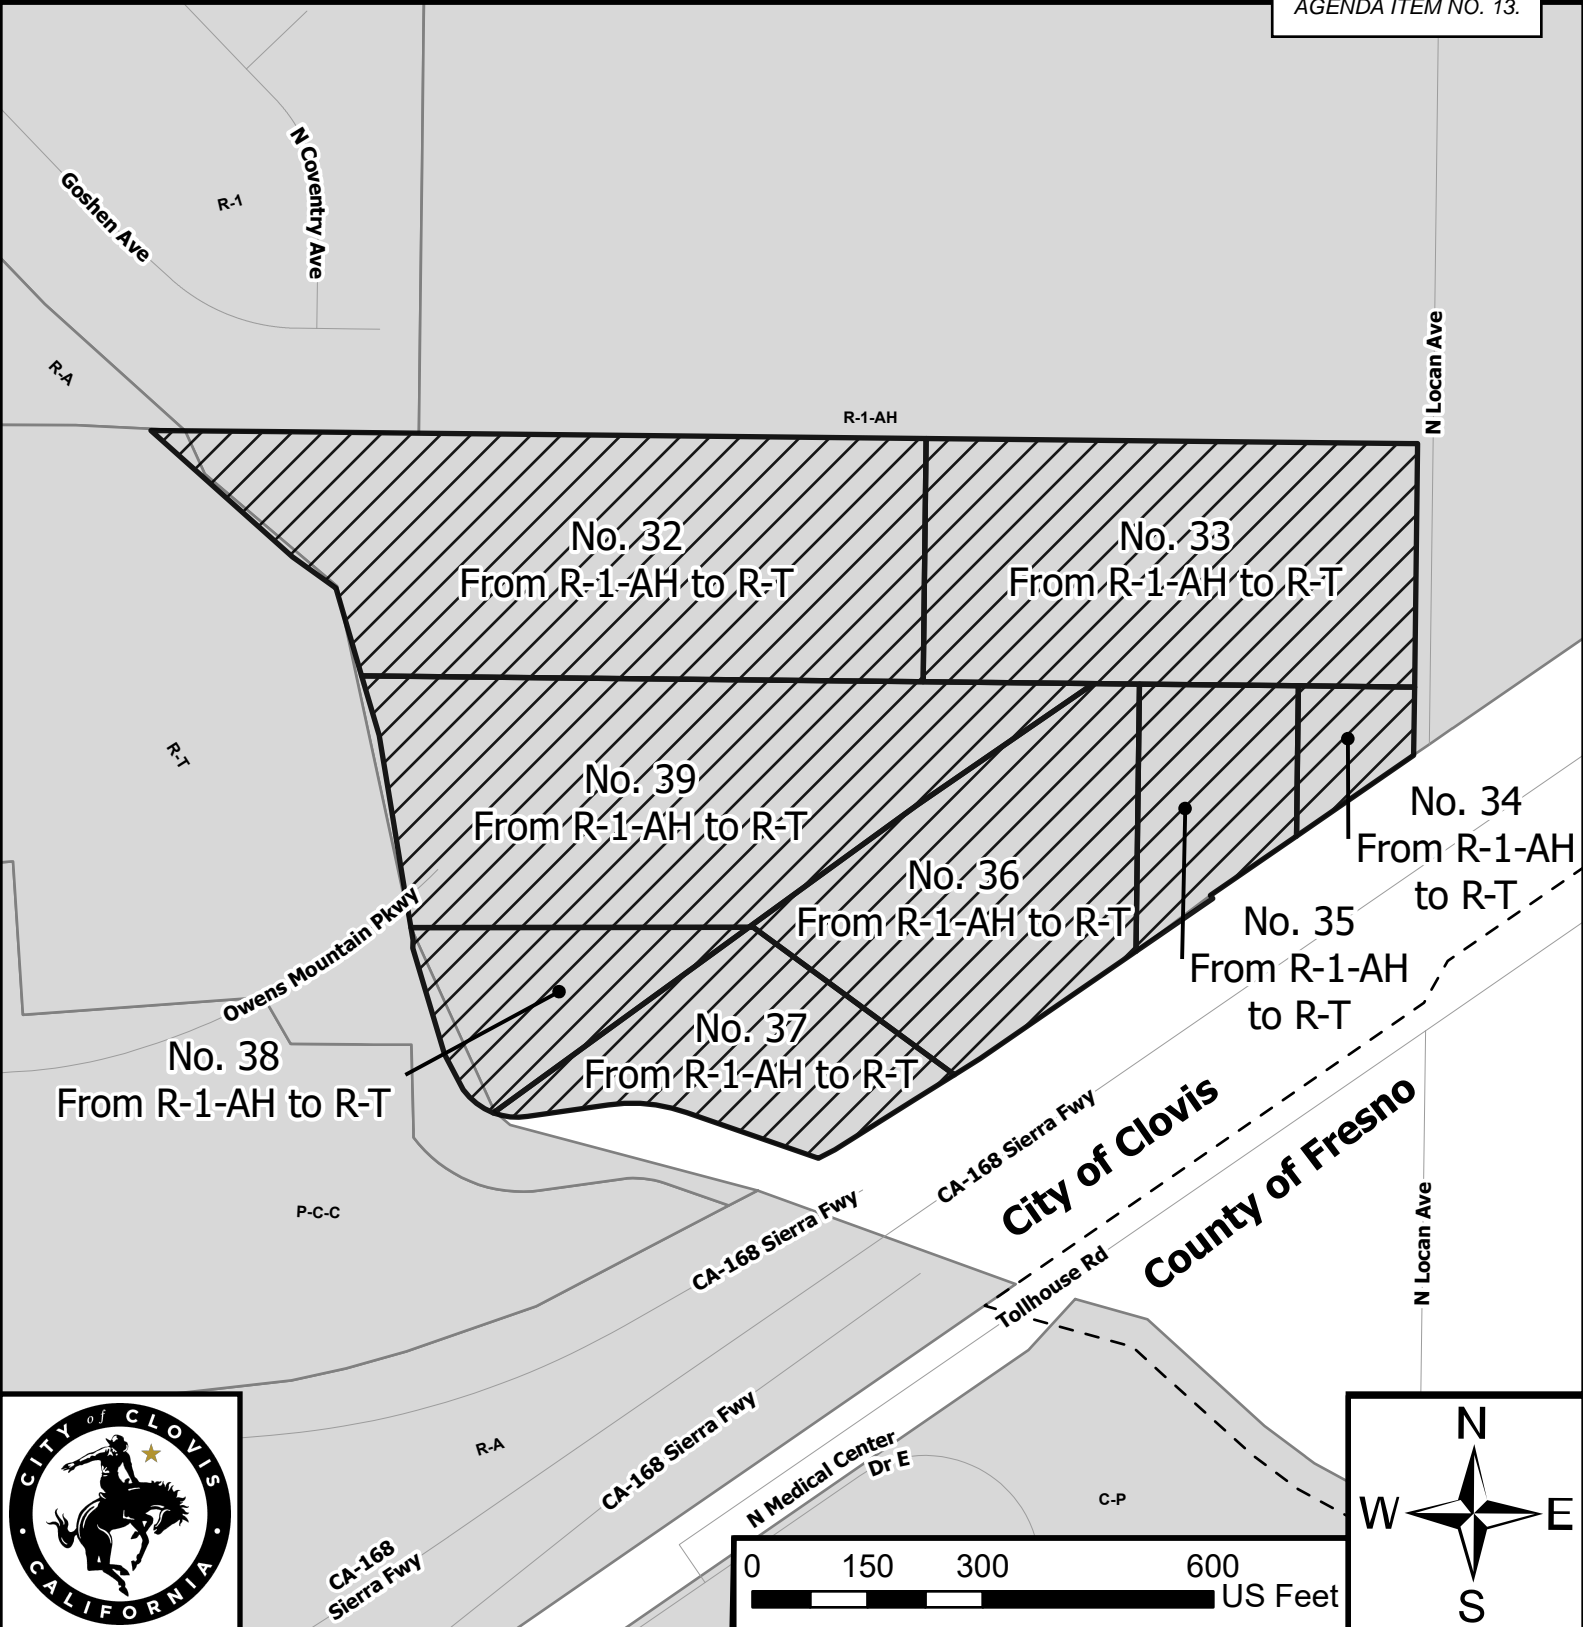 AGENDA ITEM NO. 13.
N Coventry Ave
Goshen Ave
R-1
R-A
N Locan Ave
R-1-AH
No. 32
From R-1-AH to R-T
No. 33
From R-1-AH to R-T
R-T
No. 39
From R-1-AH to R-T
No. 34
From R-1-AH
to R-T
No. 36
From R-1-AH to R-T
No. 35
From R-1-AH
to R-T
Owens Mountain Pkwy
No. 38
From R-1-AH to R-T
No. 37
From R-1-AH to R-T
CA-168 Sierra Fwy
City of Clovis
County of Fresno
P-C-C
CA-168 Sierra Fwy
Tollhouse Rd
N Locan Ave
R-A
CA-168 Sierra Fwy
N Medical Center
Dr E
C-P
CA-168
Sierra Fwy
CITY of CLOVIS
CALIFORNIA
0 150 300 600
US Feet
N
W E
S